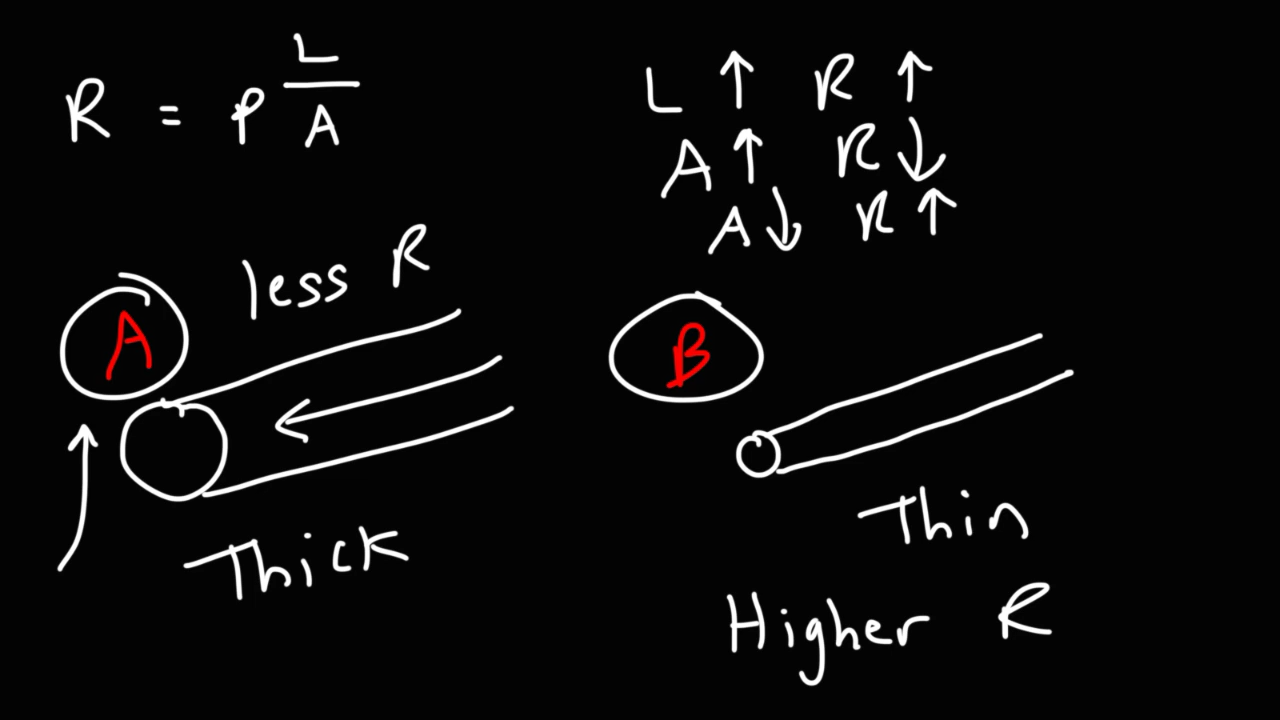 R = ρ L/A
L ↑ R ↑
A ↑ R ↓
A ↓ R ↑
less R
A
B
Thick
Thin
Higher R